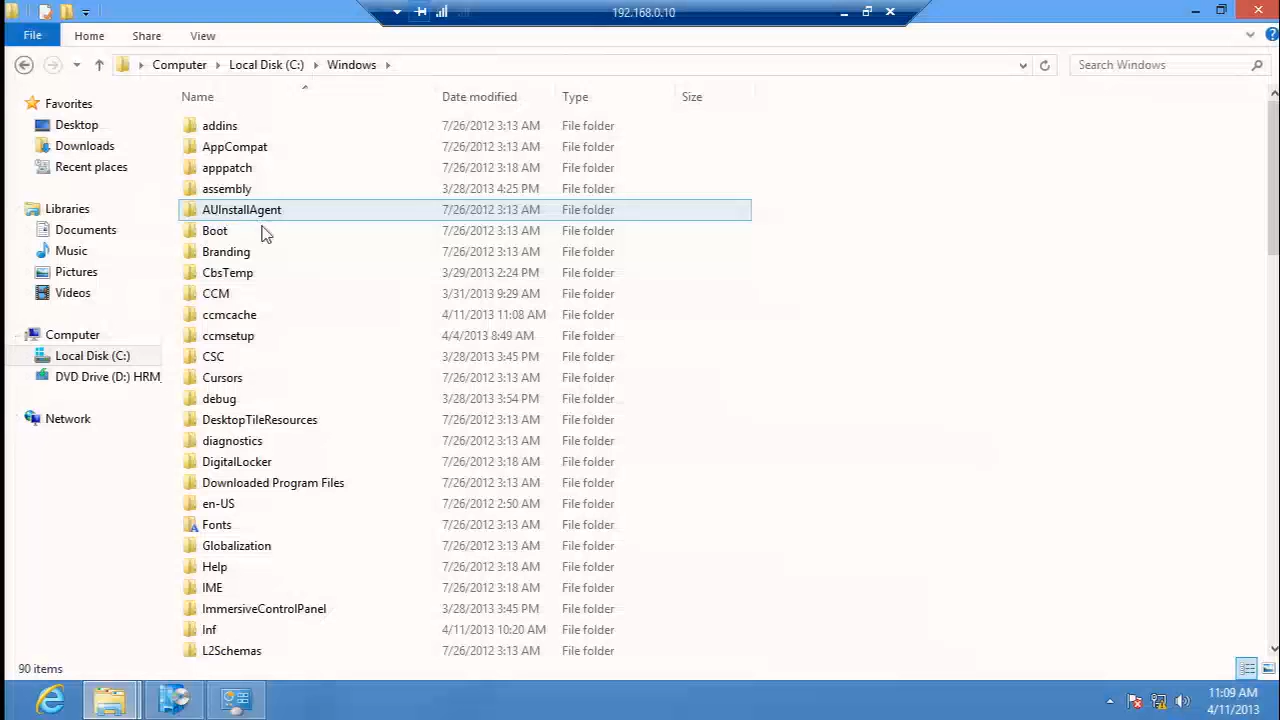 192.168.0.10
File Home Share View
Computer Local Disk (C:) Windows Search Windows
Name Date modified Type Size
Favorites
Desktop
Downloads
Recent places
Libraries
Documents
Music
Pictures
Videos
Computer
Local Disk (C:)
DVD Drive (D:) HRM_
Network
addins 7/26/2012 3:13 AM File folder
AppCompat 7/26/2012 3:13 AM File folder
apppatch 7/26/2012 3:18 AM File folder
assembly 3/28/2013 4:25 PM File folder
AUInstallAgent 7/26/2012 3:13 AM File folder
Boot 7/26/2012 3:13 AM File folder
Branding 7/26/2012 3:13 AM File folder
CbsTemp 3/29/2013 2:24 PM File folder
CCM 3/31/2013 9:29 AM File folder
ccmcache 4/11/2013 11:08 AM File folder
ccmsetup 4/4/2013 8:49 AM File folder
CSC 3/28/2013 3:45 PM File folder
Cursors 7/26/2012 3:13 AM File folder
debug 3/28/2013 3:54 PM File folder
DesktopTileResources 7/26/2012 3:13 AM File folder
diagnostics 7/26/2012 3:13 AM File folder
DigitalLocker 7/26/2012 3:18 AM File folder
Downloaded Program Files 7/26/2012 3:13 AM File folder
en-US 7/26/2012 2:50 AM File folder
Fonts 7/26/2012 3:13 AM File folder
Globalization 7/26/2012 3:13 AM File folder
Help 7/26/2012 3:18 AM File folder
IME 7/26/2012 3:18 AM File folder
ImmersiveControlPanel 3/28/2013 3:45 PM File folder
Inf 4/11/2013 10:20 AM File folder
L2Schemas 7/26/2012 3:13 AM File folder
90 items
11:09 AM
4/11/2013